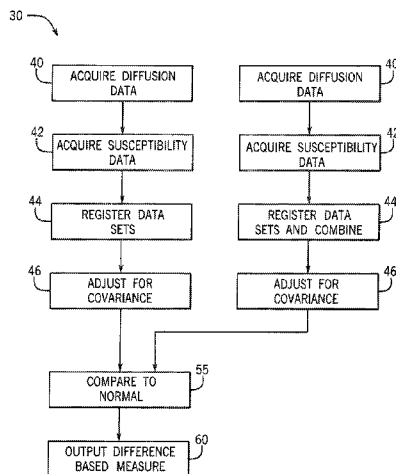 30
40
ACQUIRE DIFFUSION
DATA
42
ACQUIRE SUSCEPTIBILITY
DATA
44
REGISTER DATA
SETS
46
ADJUST FOR
COVARIANCE
40
ACQUIRE DIFFUSION
DATA
42
ACQUIRE SUSCEPTIBILITY
DATA
44
REGISTER DATA
SETS AND COMBINE
46
ADJUST FOR
COVARIANCE
55
COMPARE TO
NORMAL
60
OUTPUT DIFFERENCE
BASED MEASURE